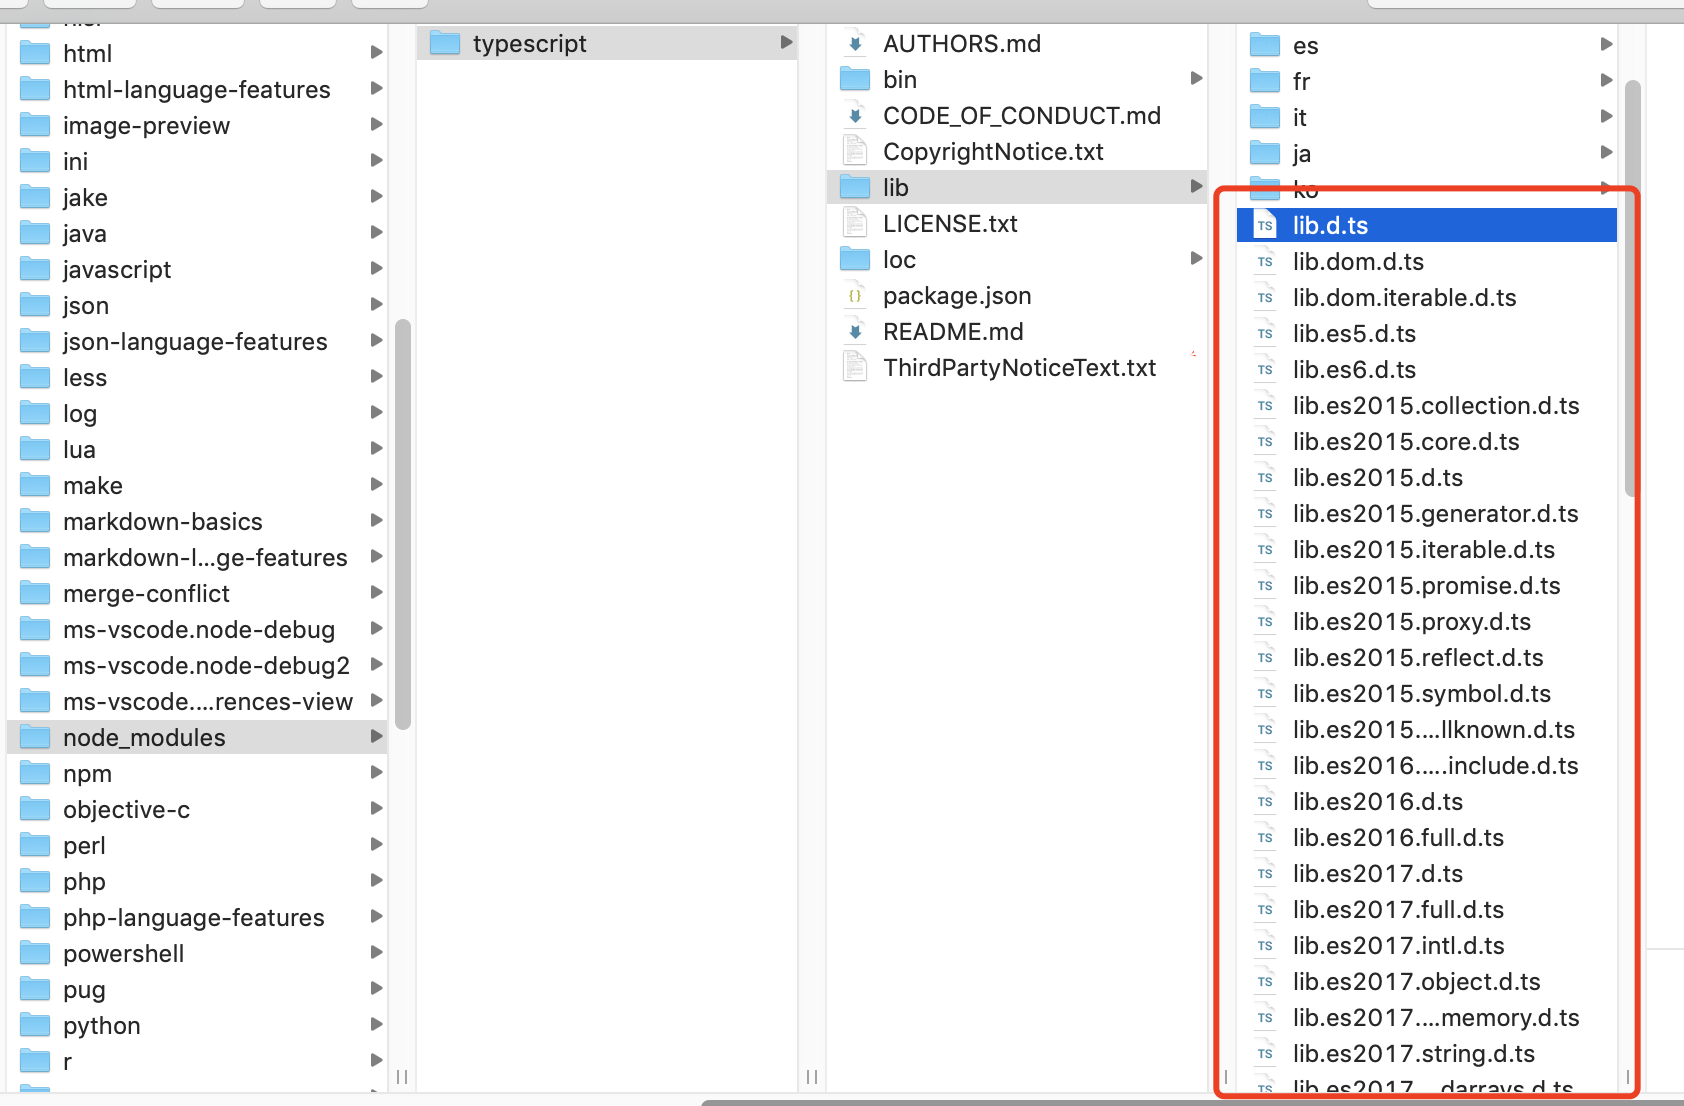 html
html-language-features
image-preview
ini
jake
java
javascript
json
json-language-features
less
log
lua
make
markdown-basics
markdown-l...ge-features
merge-conflict
ms-vscode.node-debug
ms-vscode.node-debug2
ms-vscode....rences-view
node_modules
npm
objective-c
perl
php
php-language-features
powershell
pug
python
r
typescript
AUTHORS.md
bin
CODE_OF_CONDUCT.md
CopyrightNotice.txt
lib
LICENSE.txt
loc
package.json
README.md
ThirdPartyNoticeText.txt
es
fr
it
ja
ko
TS lib.d.ts
TS lib.dom.d.ts
TS lib.dom.iterable.d.ts
TS lib.es5.d.ts
TS lib.es6.d.ts
TS lib.es2015.collection.d.ts
TS lib.es2015.core.d.ts
TS lib.es2015.d.ts
TS lib.es2015.generator.d.ts
TS lib.es2015.iterable.d.ts
TS lib.es2015.promise.d.ts
TS lib.es2015.proxy.d.ts
TS lib.es2015.reflect.d.ts
TS lib.es2015.symbol.d.ts
TS lib.es2015....llknown.d.ts
TS lib.es2016.....include.d.ts
TS lib.es2016.d.ts
TS lib.es2016.full.d.ts
TS lib.es2017.d.ts
TS lib.es2017.full.d.ts
TS lib.es2017.intl.d.ts
TS lib.es2017.object.d.ts
TS lib.es2017....memory.d.ts
TS lib.es2017.string.d.ts
TS lib.es2017....darrays.d.ts